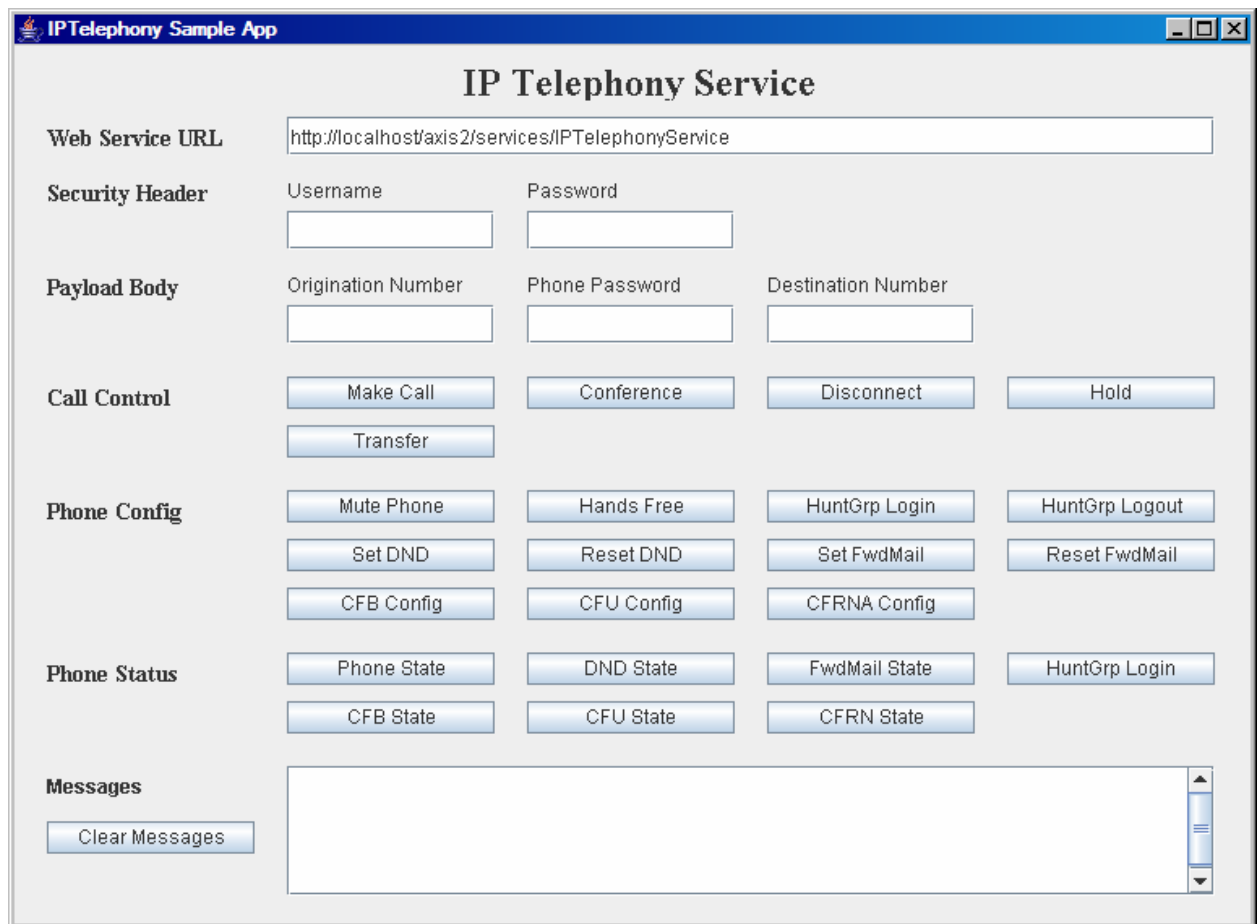 IPTelephony Sample App
IP Telephony Service
Web Service URL http://localhost/axis2/services/IPTelephonyService
Security Header Username Password
Payload Body Origination Number Phone Password Destination Number
Call Control Make Call Conference Disconnect Hold
Transfer
Phone Config Mute Phone Hands Free HuntGrp Login HuntGrp Logout
Set DND Reset DND Set FwdMail Reset FwdMail
CFB Config CFU Config CFRNA Config
Phone Status Phone State DND State FwdMail State HuntGrp Login
CFB State CFU State CFRN State
Messages
Clear Messages